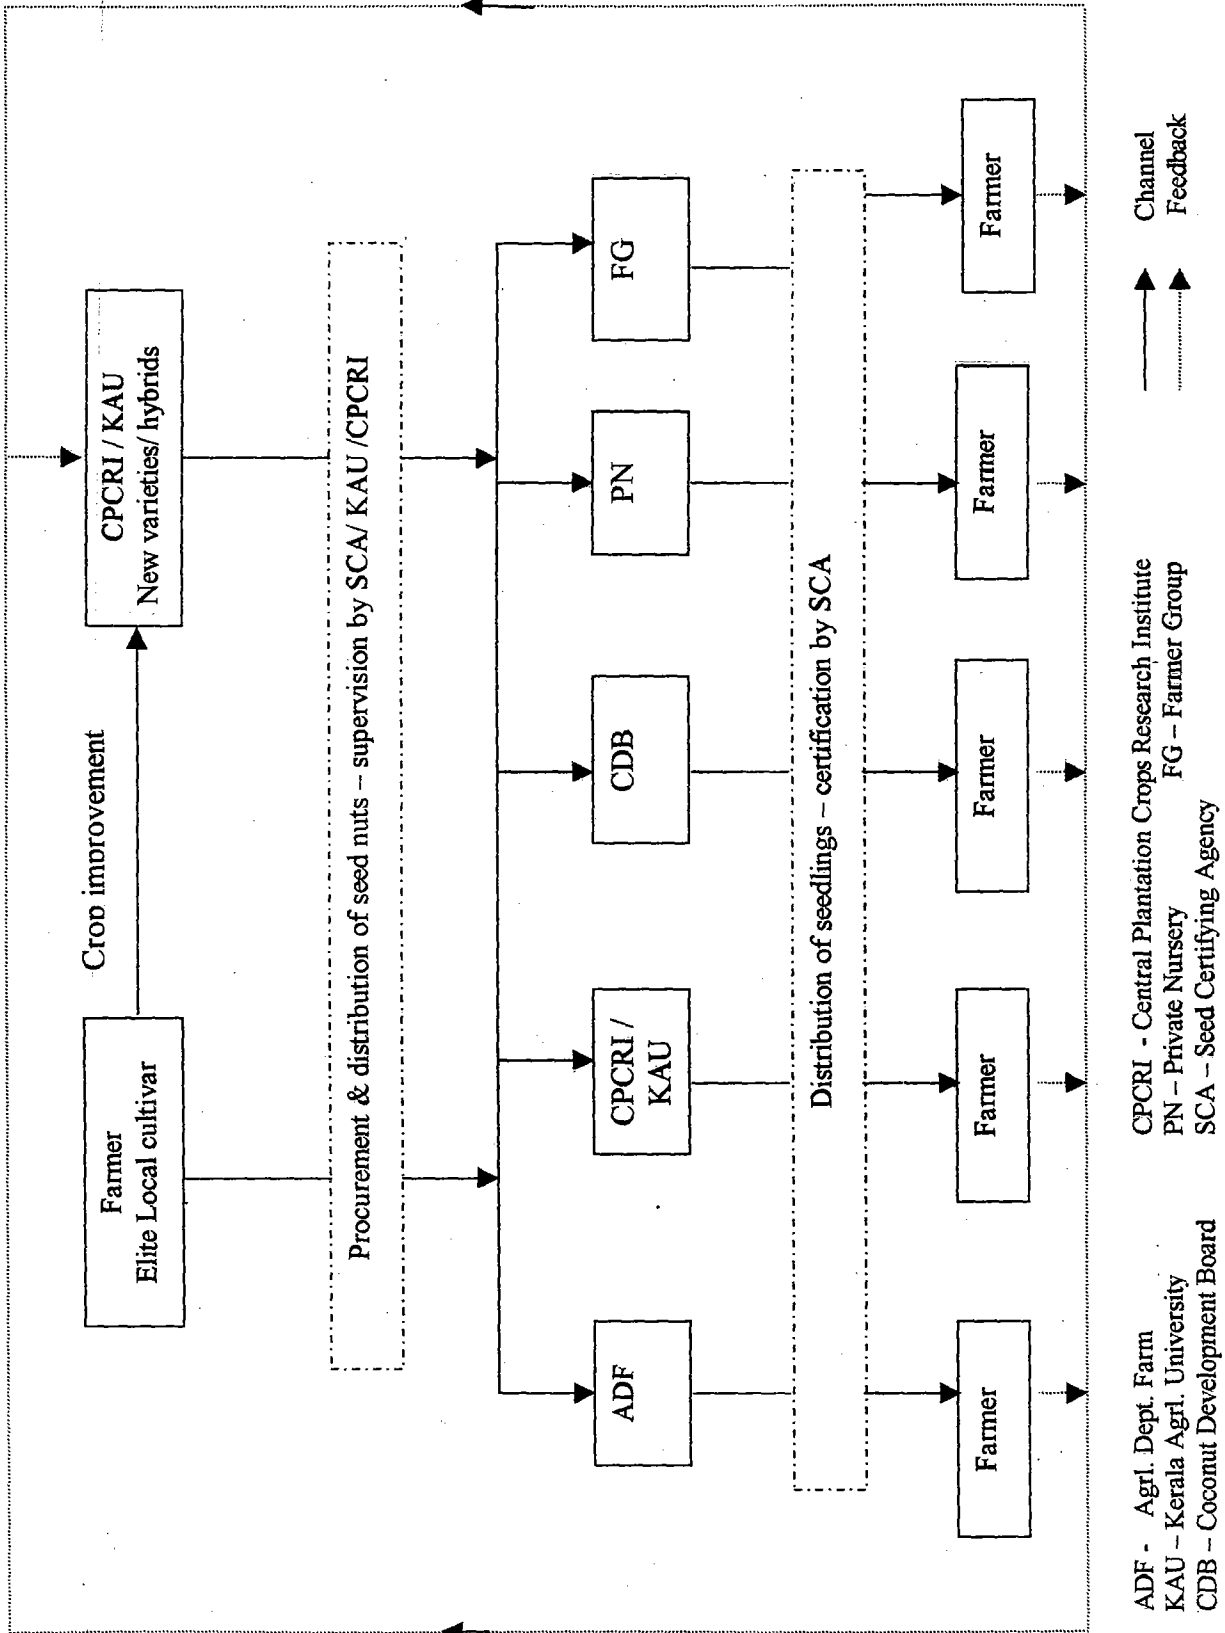 Crop improvement
Farmer
Elite Local cultivar
CPCRI / KAU
New varieties/ hybrids
Procurement & distribution of seed nuts – supervision by SCA/ KAU /CPCRI
ADF
CPCRI /
KAU
CDB
PN
FG
Distribution of seedlings – certification by SCA
Farmer
Farmer
Farmer
Farmer
Farmer
ADF - Agrl. Dept. Farm
KAU – Kerala Agrl. University
CDB – Coconut Development Board
CPCRI - Central Plantation Crops Research Institute
PN – Private Nursery
FG – Farmer Group
SCA – Seed Certifying Agency
Channel
Feedback